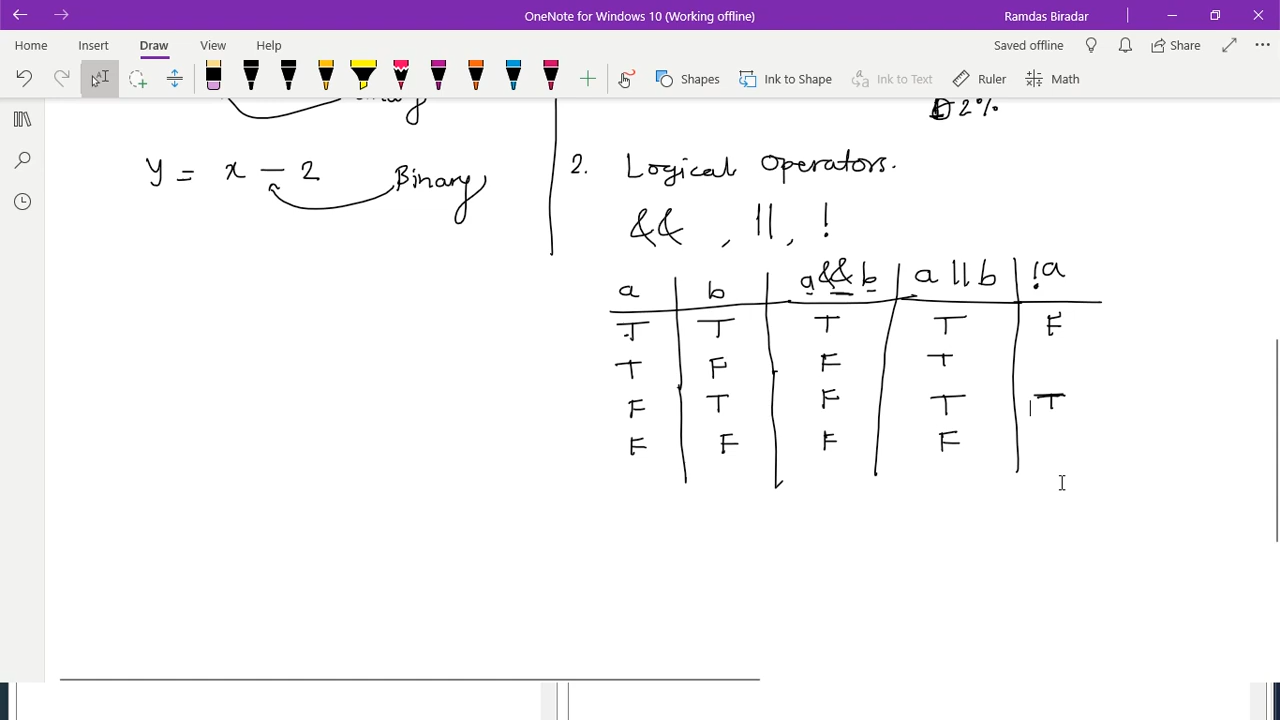 OneNote for Windows 10 (Working offline)
Ramdas Biradar
Home Insert Draw View Help
Saved offline Share
Shapes Ink to Shape Ink to Text Ruler Math
2%
Y = x - 2 Binary
2. Logical Operators.
&& , ||, !
a b a && b a || b !a
T T T T F
T F F T
F T F T T
F F F F